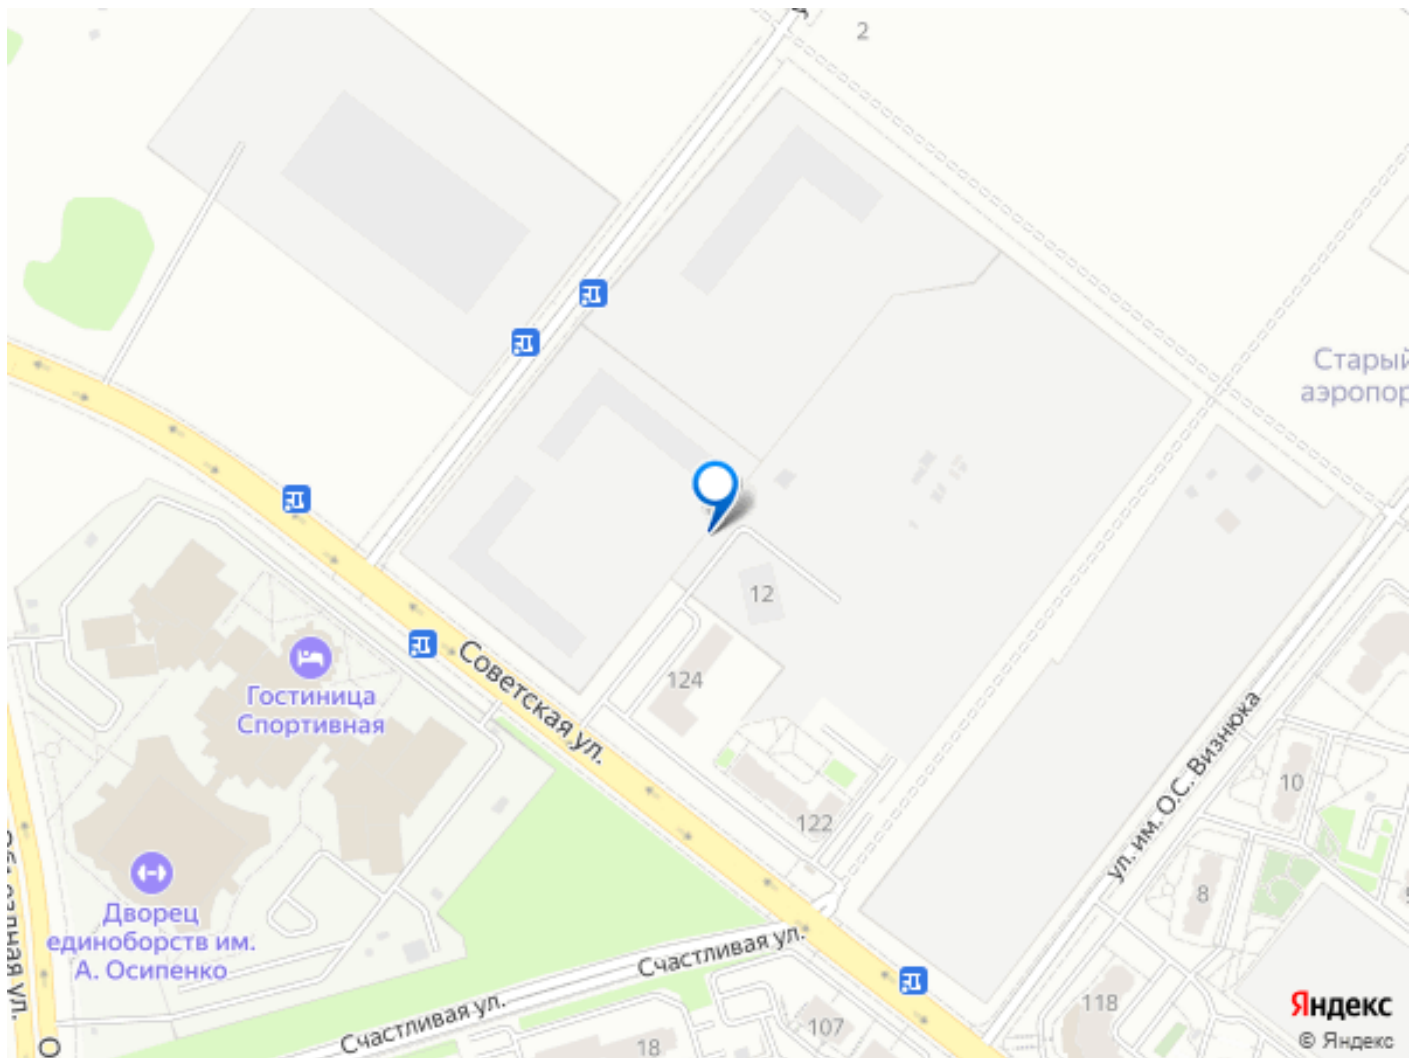 2
Старый
аэропор
12
124
Советская ул.
Гостиница
Спортивная
ул. им. О.С. Визнюка
10
122
8
Дворец
единоборств им.
А. Осипенко
Счастливая ул.
Счастливая ул.
118
107
18
Яндекс
© Яндекс